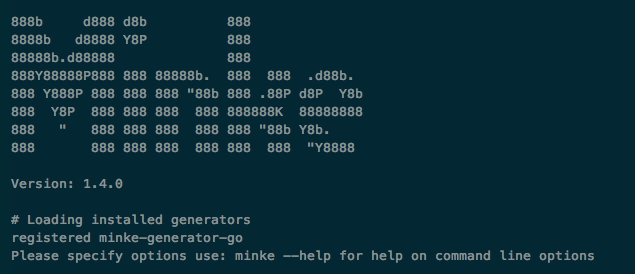 888b     d888 d8b          888
8888b   d8888 Y8P          888
88888b.d88888              888
888Y88888P888 888 88888b.  888  888  .d88b.
888 Y888P 888 888 888 "88b 888 .88P d8P  Y8b
888  Y8P  888 888 888  888 888888K  88888888
888   "   888 888 888  888 888 "88b Y8b.
888       888 888 888  888 888  888  "Y8888
Version: 1.4.0
# Loading installed generators
registered minke-generator-go
Please specify options use: minke --help for help on command line options